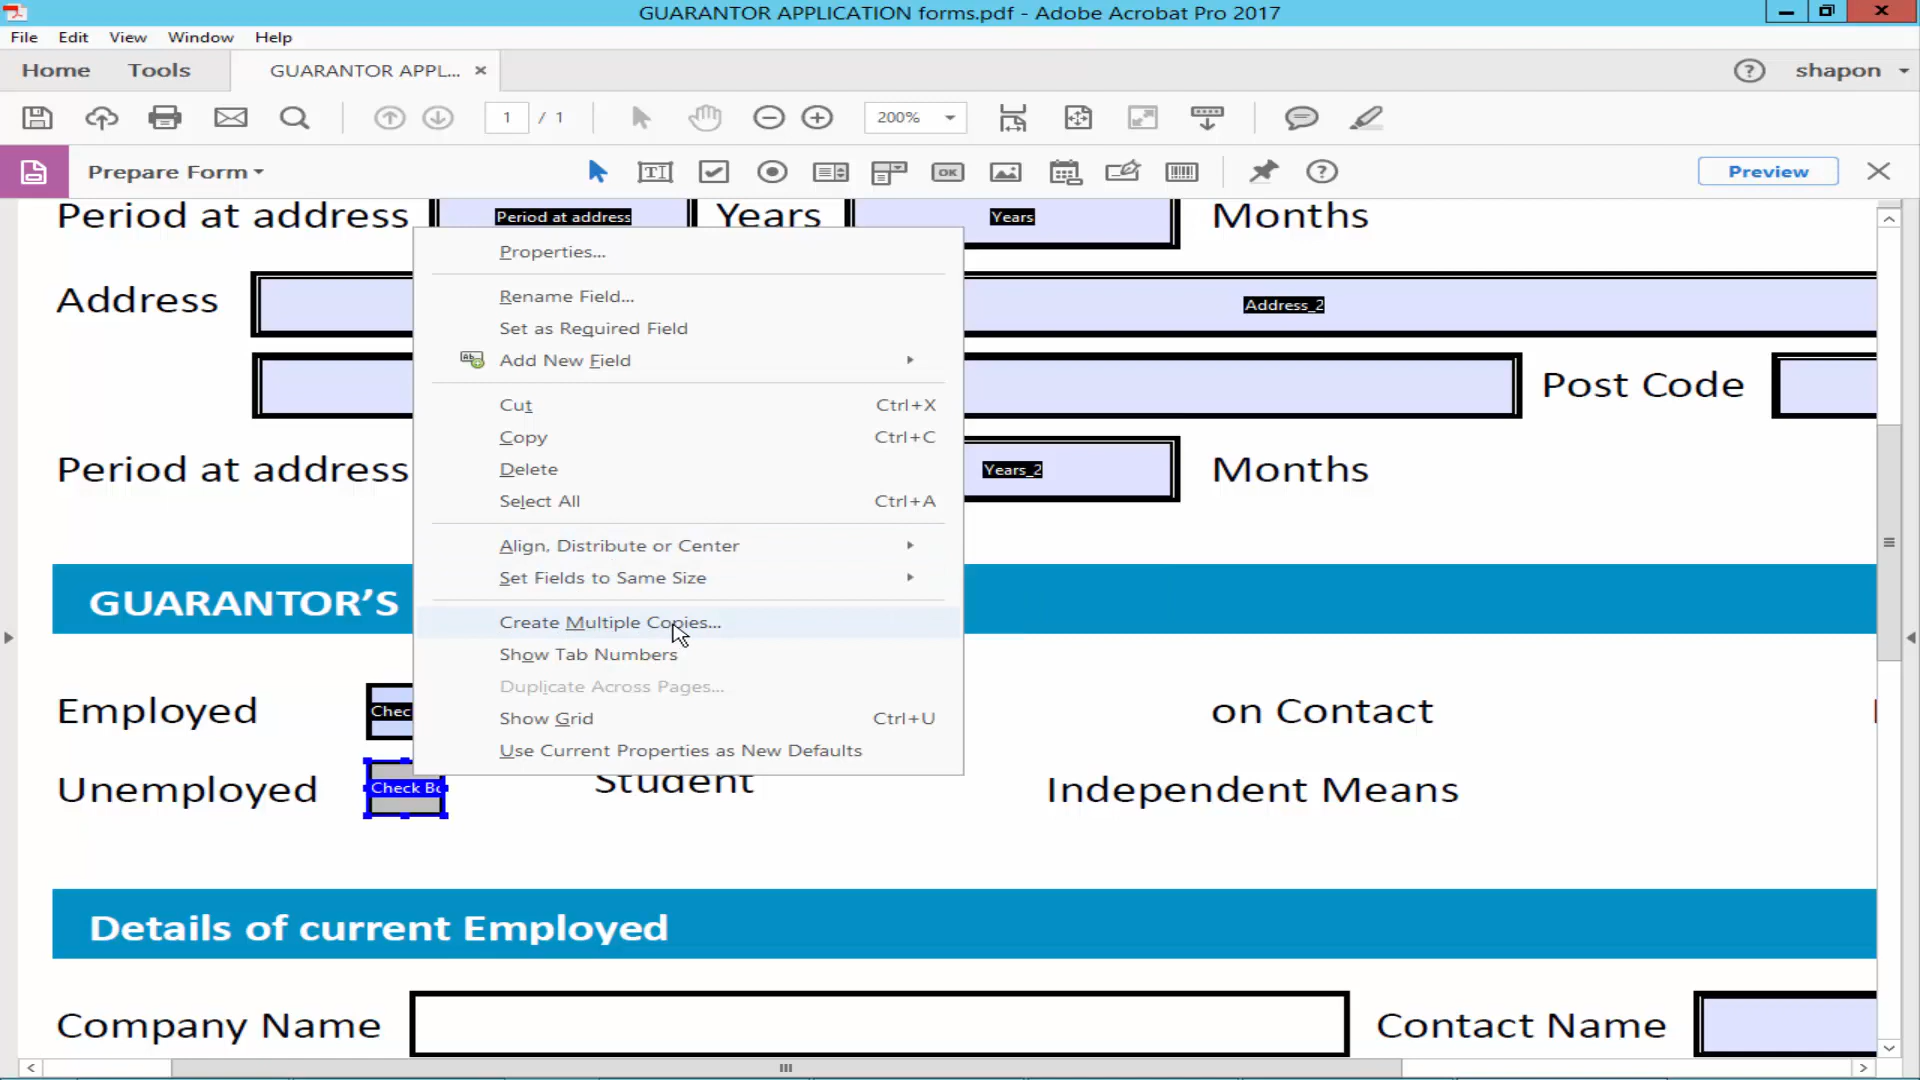 GUARANTOR APPLICATION forms.pdf - Adobe Acrobat Pro 2017
File Edit View Window Help
Home Tools GUARANTOR APPL... shapon
1 / 1 200%
Prepare Form OK Preview
Period at address Period at address Years Years Months
Address Address_2
Post Code
Period at address Years_2 Months
Properties...
Rename Field...
Set as Required Field
Add New Field
Cut Ctrl+X
Copy Ctrl+C
Delete
Select All Ctrl+A
Align, Distribute or Center
Set Fields to Same Size
Create Multiple Copies...
Show Tab Numbers
Duplicate Across Pages...
Show Grid Ctrl+U
Use Current Properties as New Defaults
GUARANTOR'S
Employed Chec on Contact
Unemployed Check Bo Student Independent Means
Details of current Employed
Company Name Contact Name